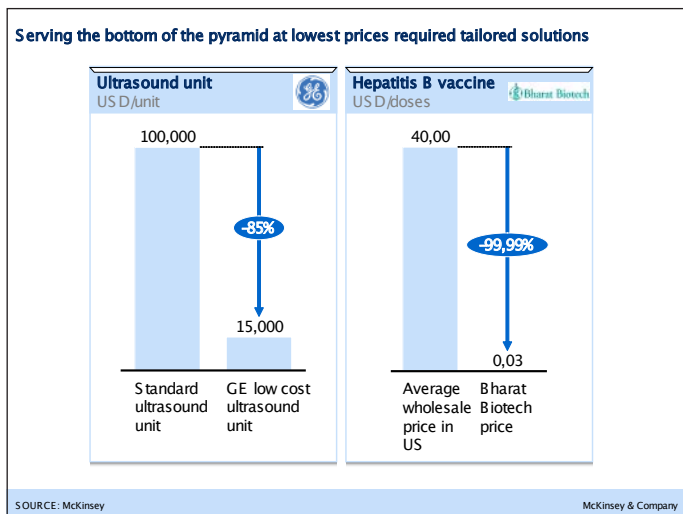 Serving the bottom of the pyramid at lowest prices required tailored solutions
Ultrasound unit
USD/unit
GE
100,000
-85%
15,000
Standard
ultrasound
unit
GE low cost
ultrasound
unit
Hepatitis B vaccine
USD/doses
Bharat Biotech
40,00
-99,99%
0,03
Average
wholesale
price in
US
Bharat
Biotech
price
SOURCE: McKinsey
McKinsey & Company